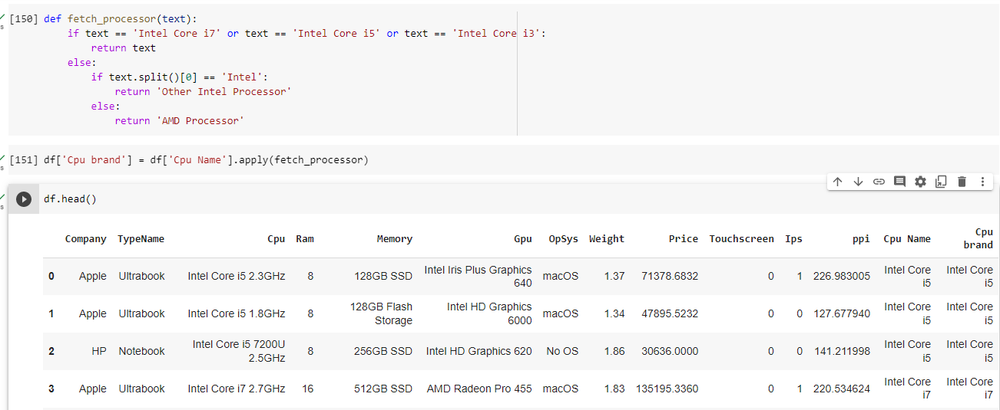 [150] def fetch_processor(text):
if text == 'Intel Core i7' or text == 'Intel Core i5' or text == 'Intel Core i3':
return text
else:
if text.split()[0] == 'Intel':
return 'Other Intel Processor'
else:
return 'AMD Processor'
s
[151] df['Cpu brand'] = df['Cpu Name'].apply(fetch_processor)
s
df.head()
s
Company TypeName Cpu Ram Memory Gpu OpSys Weight Price Touchscreen Ips ppi Cpu Name Cpu
brand
0 Apple Ultrabook Intel Core i5 2.3GHz 8 128GB SSD Intel Iris Plus Graphics
640 macOS 1.37 71378.6832 0 1 226.983005 Intel Core
i5 Intel Core
i5
1 Apple Ultrabook Intel Core i5 1.8GHz 8 128GB Flash
Storage Intel HD Graphics
6000 macOS 1.34 47895.5232 0 0 127.677940 Intel Core
i5 Intel Core
i5
2 HP Notebook Intel Core i5 7200U
2.5GHz 8 256GB SSD Intel HD Graphics 620 No OS 1.86 30636.0000 0 0 141.211998 Intel Core
i5 Intel Core
i5
3 Apple Ultrabook Intel Core i7 2.7GHz 16 512GB SSD AMD Radeon Pro 455 macOS 1.83 135195.3360 0 1 220.534624 Intel Core
i7 Intel Core
i7